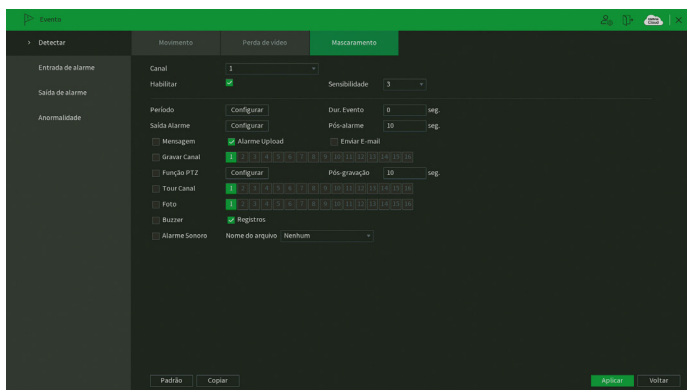 Evento
Detectar
Movimento Perda de vídeo Mascaramento
Entrada de alarme
Saída de alarme
Anormalidade
Canal 1
Habilitar Sensibilidade 3
Período Configurar Dur. Evento 0 seg.
Saída Alarme Configurar Pós-alarme 10 seg.
Mensagem Alarme Upload Enviar E-mail
Gravar Canal 1 2 3 4 5 6 7 8 9 10 11 12 13 14 15 16
Função PTZ Configurar Pós-gravação 10 seg.
Tour Canal 1 2 3 4 5 6 7 8 9 10 11 12 13 14 15 16
Foto 1 2 3 4 5 6 7 8 9 10 11 12 13 14 15 16
Buzzer Registros
Alarme Sonoro Nome do arquivo Nenhum
Padrão Copiar Aplicar Voltar